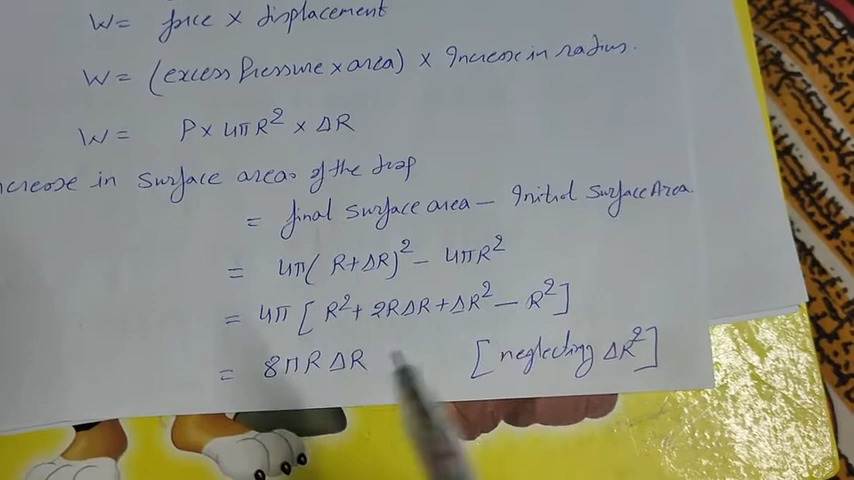 W = force × displacement
W = (excess Pressure × area) × Increase in radius.
W = P × 4πR² × ΔR
ncrease in surface area of the drop
= final surface area – Initial surface Area.
= 4π(R+ΔR)² – 4πR²
= 4π[R²+2RΔR+ΔR²–R²]
= 8πRΔR [neglecting ΔR²]